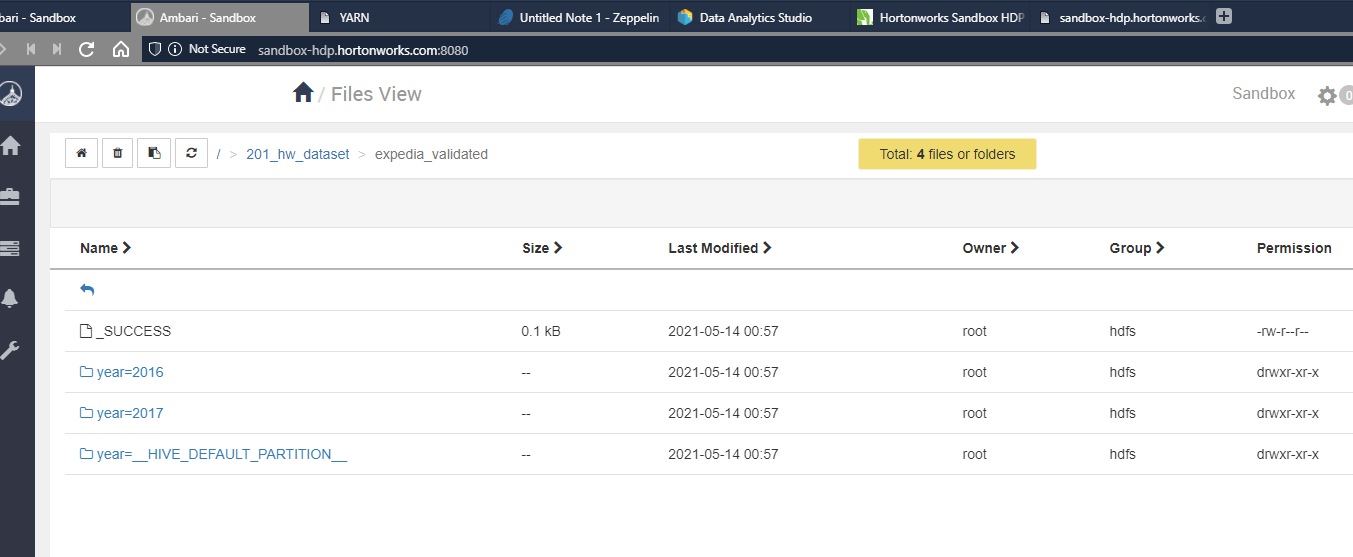 bari - Sandbox Ambari - Sandbox YARN Untitled Note 1 - Zeppelin Data Analytics Studio Hortonworks Sandbox HDP sandbox-hdp.hortonworks.c
Not Secure sandbox-hdp.hortonworks.com:8080
/ Files View Sandbox 0
/ > 201_hw_dataset > expedia_validated Total: 4 files or folders
Name Size Last Modified Owner Group Permission
_SUCCESS 0.1 kB 2021-05-14 00:57 root hdfs -rw-r--r--
year=2016 -- 2021-05-14 00:57 root hdfs drwxr-xr-x
year=2017 -- 2021-05-14 00:57 root hdfs drwxr-xr-x
year=__HIVE_DEFAULT_PARTITION__ -- 2021-05-14 00:57 root hdfs drwxr-xr-x